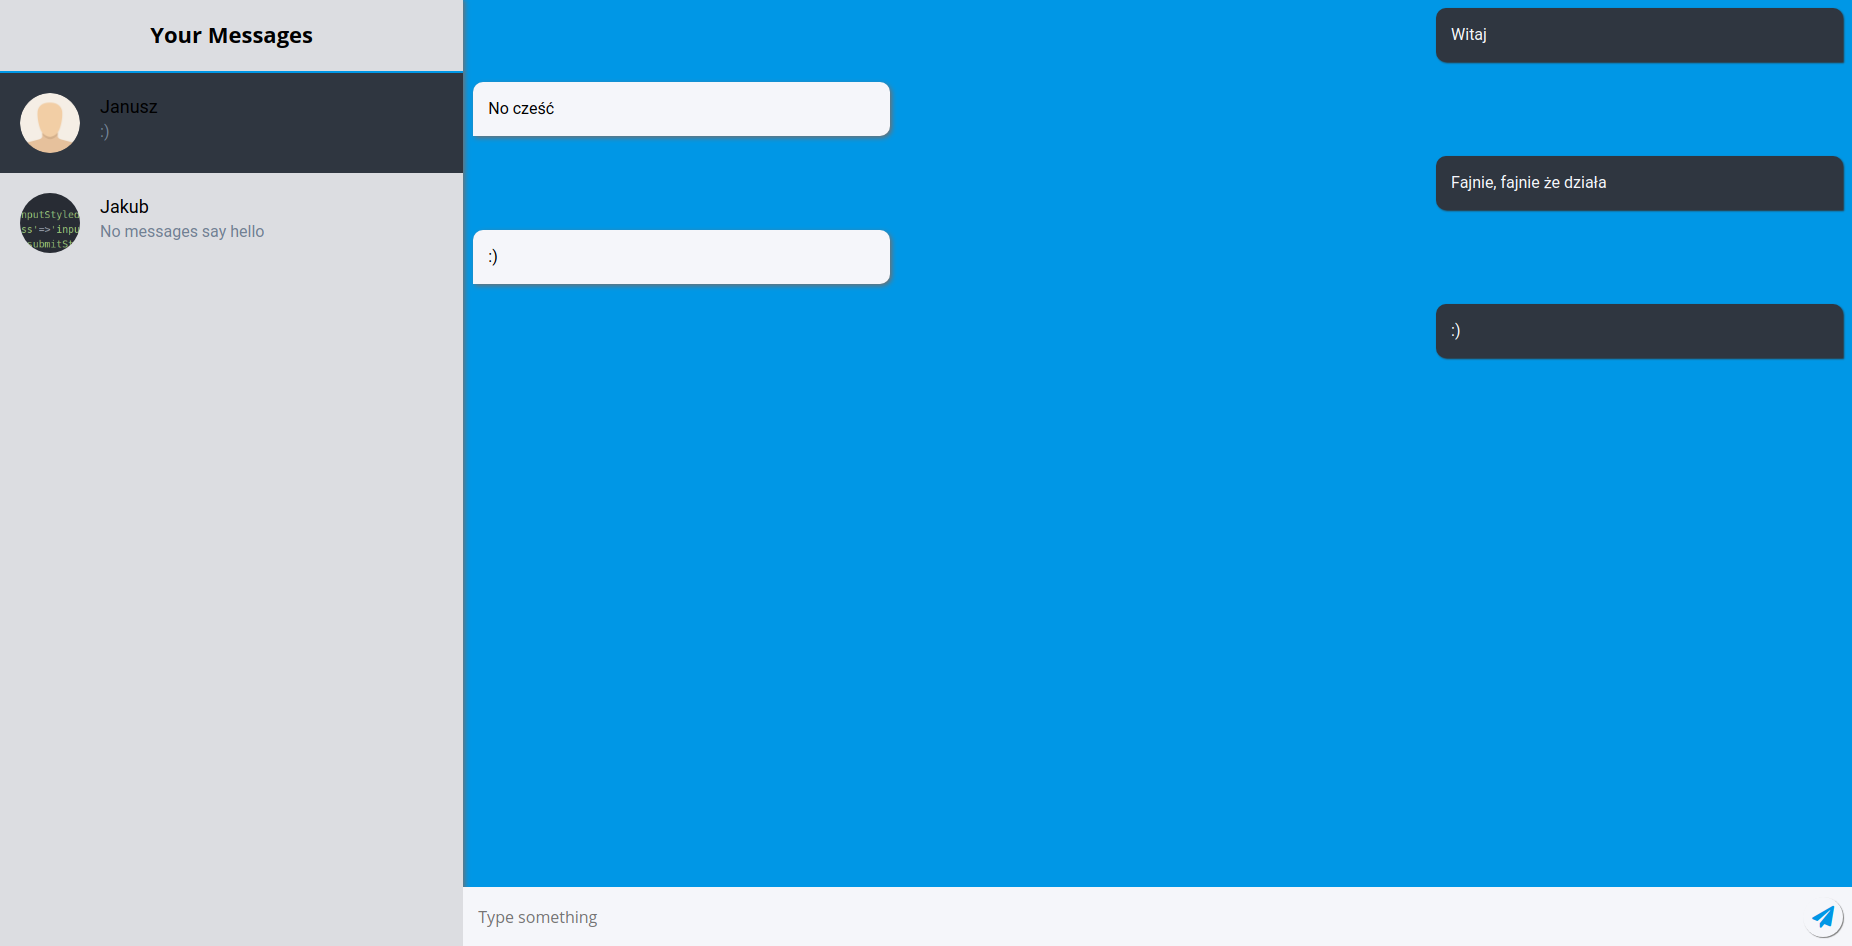 Your Messages
Janusz
:)
nputStyled
ss'=>'inpu
submitSt
Jakub
No messages say hello
Witaj
No cześć
Fajnie, fajnie że działa
:)
:)
Type something